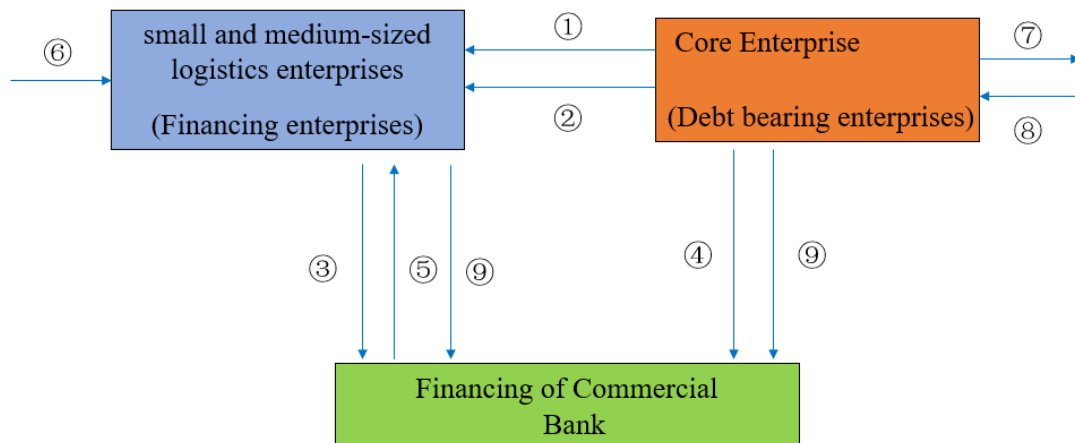 small and medium-sized
logistics enterprises
(Financing enterprises)
⑥
①
②
Core Enterprise
(Debt bearing enterprises)
⑦
⑧
③
⑤
⑨
④
⑨
Financing of Commercial
Bank